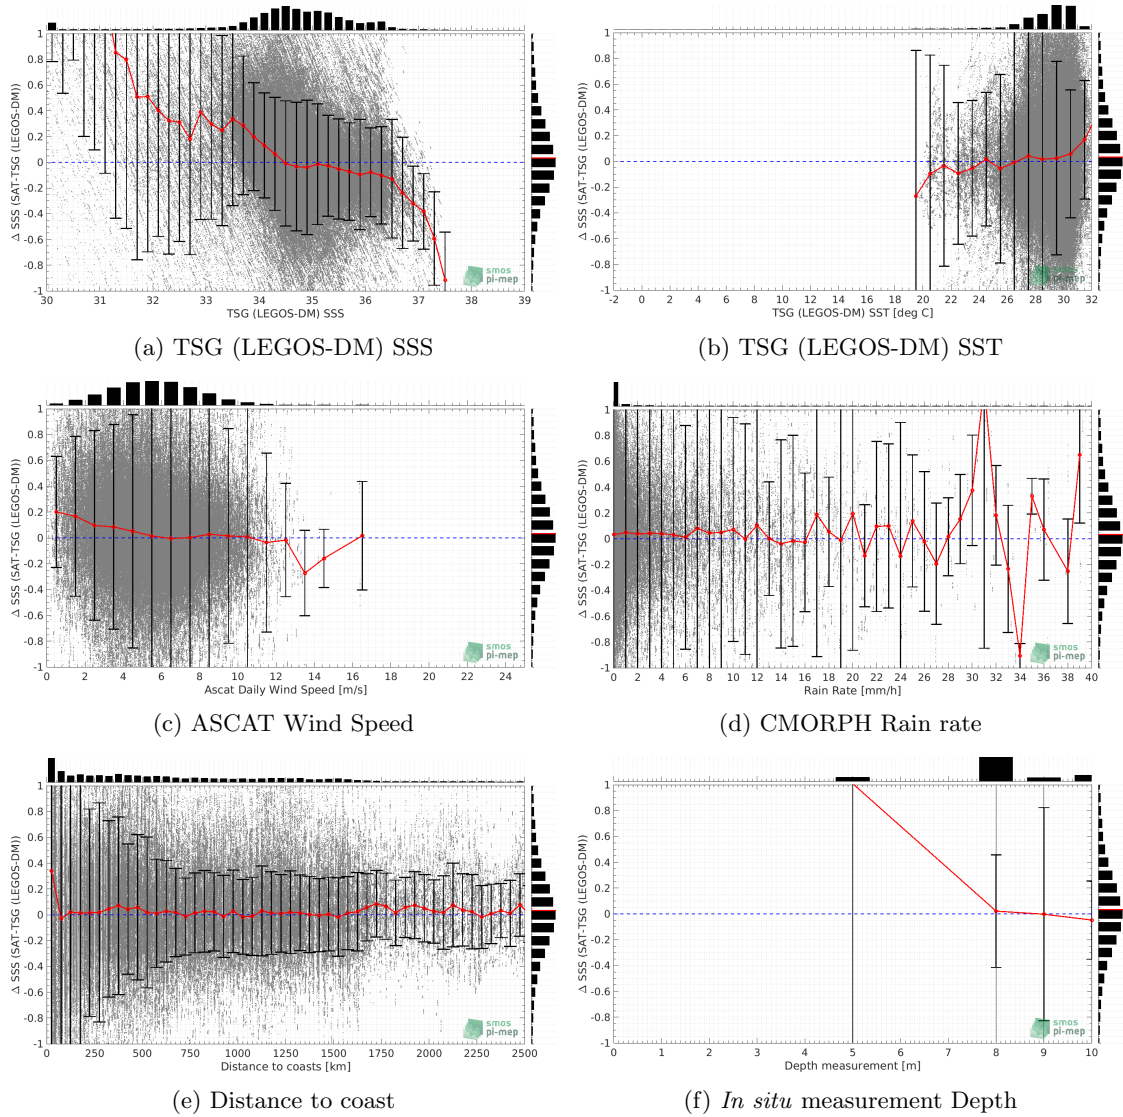 1
0.8
0.6
0.4
0.2
0
-0.2
-0.4
-0.6
-0.8
-1
Δ SSS (SAT-TSG (LEGOS-DM))
30 31 32 33 34 35 36 37 38 39
TSG (LEGOS-DM) SSS
smos
pi-mep
(a) TSG (LEGOS-DM) SSS
1
0.8
0.6
0.4
0.2
0
-0.2
-0.4
-0.6
-0.8
-1
Δ SSS (SAT-TSG (LEGOS-DM))
-2 0 2 4 6 8 10 12 14 16 18 20 22 24 26 28 30 32
TSG (LEGOS-DM) SST [deg C]
smos
pi-mep
(b) TSG (LEGOS-DM) SST
1
0.8
0.6
0.4
0.2
0
-0.2
-0.4
-0.6
-0.8
-1
Δ SSS (SAT-TSG (LEGOS-DM))
0 2 4 6 8 10 12 14 16 18 20 22 24
Ascat Daily Wind Speed [m/s]
smos
pi-mep
(c) ASCAT Wind Speed
1
0.8
0.6
0.4
0.2
0
-0.2
-0.4
-0.6
-0.8
-1
Δ SSS (SAT-TSG (LEGOS-DM))
0 2 4 6 8 10 12 14 16 18 20 22 24 26 28 30 32 34 36 38 40
Rain Rate [mm/h]
smos
pi-mep
(d) CMORPH Rain rate
1
0.8
0.6
0.4
0.2
0
-0.2
-0.4
-0.6
-0.8
-1
Δ SSS (SAT-TSG (LEGOS-DM))
0 250 500 750 1000 1250 1500 1750 2000 2250 2500
Distance to coasts [km]
smos
pi-mep
(e) Distance to coast
1
0.8
0.6
0.4
0.2
0
-0.2
-0.4
-0.6
-0.8
-1
Δ SSS (SAT-TSG (LEGOS-DM))
0 1 2 3 4 5 6 7 8 9 10
Depth measurement [m]
smos
pi-mep
(f) In situ measurement Depth